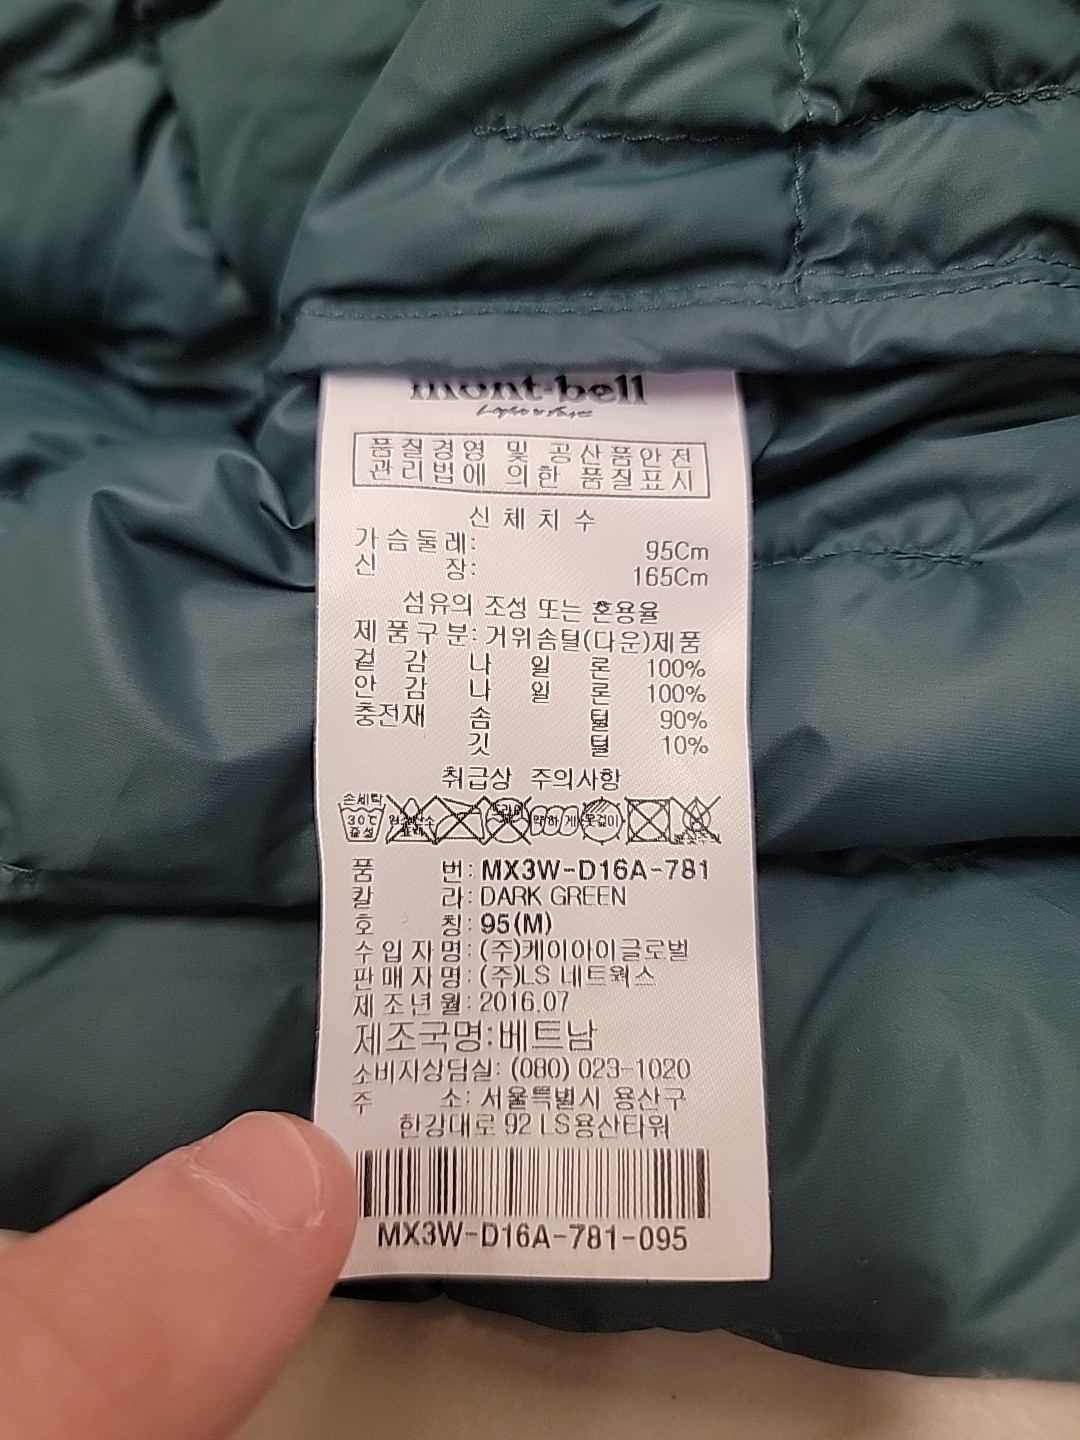 mont-bell
품질경영 및 공산품안전
관리법에 의한 품질표시
신체치수
가슴둘레: 95Cm
신 장: 165Cm
섬유의 조성 또는 혼용율
제품구분: 거위솜털(다운)제품
겉 감 나 일 론 100%
안 감 나 일 론 100%
충전재 솜 털 90%
깃 털 10%
취급상 주의사항
손세탁 30℃ 중성 약하게 옷걸이
품 번: MX3W-D16A-781
칼 라: DARK GREEN
호 칭: 95(M)
수입자명: (주)케이아이글로벌
판매자명: (주)LS 네트웍스
제조년월: 2016.07
제조국명:베트남
소비자상담실: (080) 023-1020
주 소: 서울특별시 용산구
한강대로 92 LS용산타워
MX3W-D16A-781-095